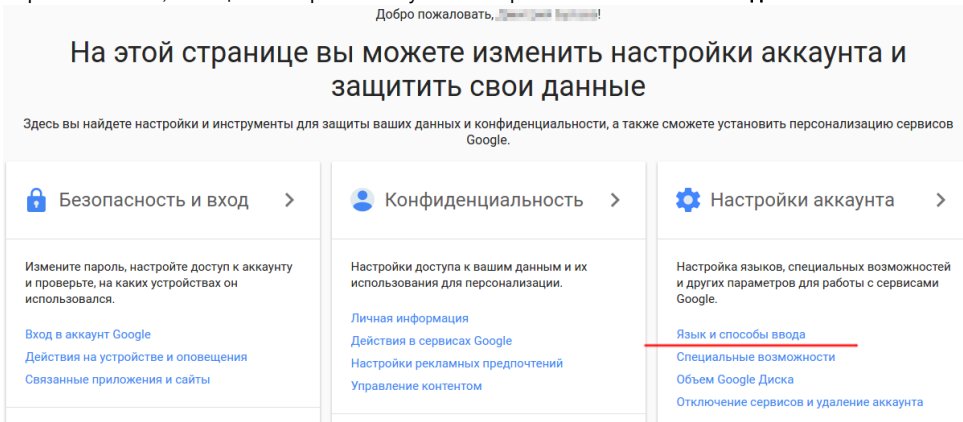 Добро пожаловать,
На этой странице вы можете изменить настройки аккаунта и
защитить свои данные
Здесь вы найдете настройки и инструменты для защиты ваших данных и конфиденциальности, а также сможете установить персонализацию сервисов
Google.
Безопасность и вход
Измените пароль, настройте доступ к аккаунту
и проверьте, на каких устройствах он
использовался.
Вход в аккаунт Google
Действия на устройстве и оповещения
Связанные приложения и сайты
Конфиденциальность
Настройки доступа к вашим данным и их
использования для персонализации.
Личная информация
Действия в сервисах Google
Настройки рекламных предпочтений
Управление контентом
Настройки аккаунта
Настройка языков, специальных возможностей
и других параметров для работы с сервисами
Google.
Язык и способы ввода
Специальные возможности
Объем Google Диска
Отключение сервисов и удаление аккаунта